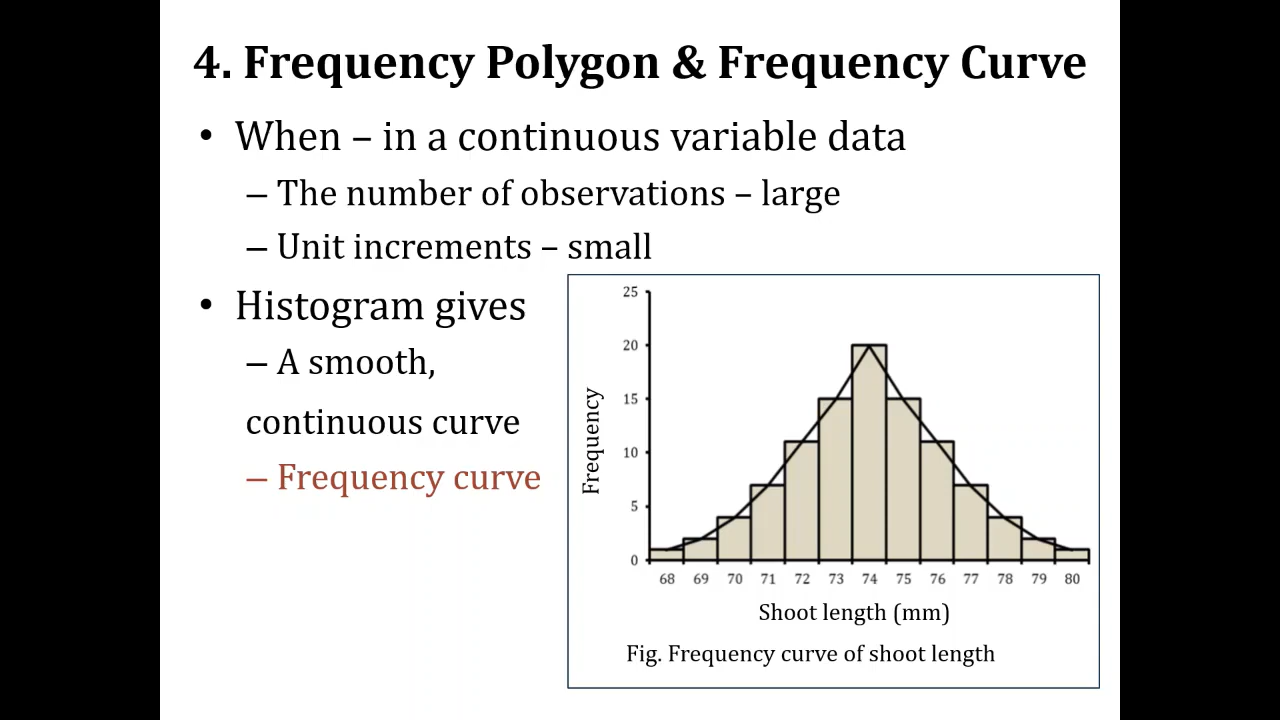 4. Frequency Polygon & Frequency Curve
• When – in a continuous variable data
– The number of observations – large
– Unit increments – small
• Histogram gives
– A smooth,
continuous curve
– Frequency curve
25
20
15
10
5
0
Frequency
68 69 70 71 72 73 74 75 76 77 78 79 80
Shoot length (mm)
Fig. Frequency curve of shoot length